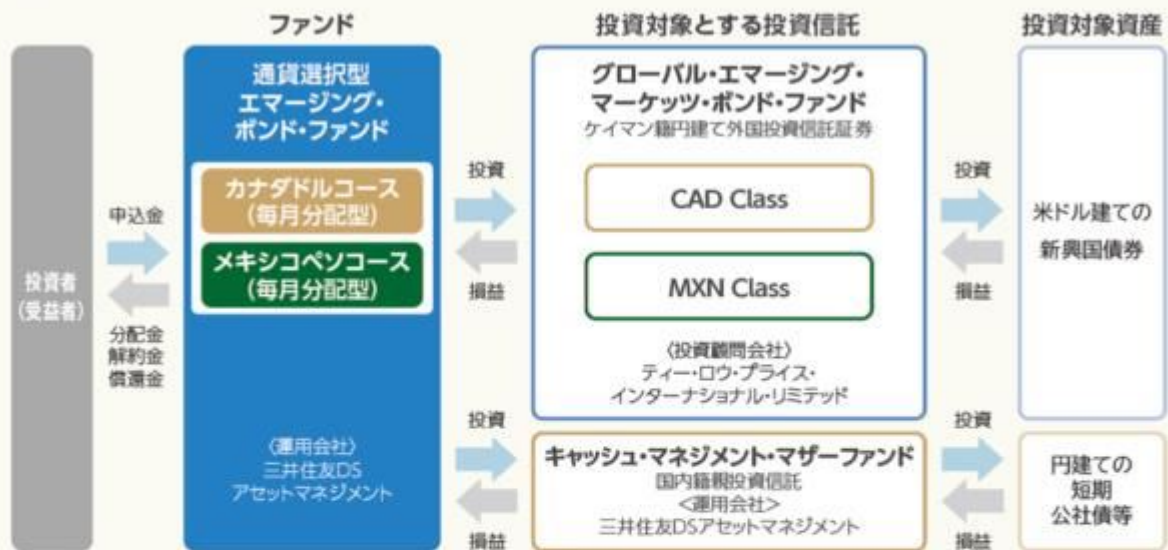 ファンド
投資対象とする投資信託
投資対象資産
投資者
(受益者)
申込金
分配金
解約金
償還金
通貨選択型
エマージング・
ボンド・ファンド
カナダドルコース
(毎月分配型)
メキシコペソコース
(毎月分配型)
〈運用会社〉
三井住友DS
アセットマネジメント
投資
損益
投資
損益
グローバル・エマージング・
マーケッツ・ボンド・ファンド
ケイマン籍円建て外国投資信託証券
CAD Class
MXN Class
〈投資顧問会社〉
ティー・ロウ・プライス・
インターナショナル・リミテッド
キャッシュ・マネジメント・マザーファンド
国内籍親投資信託
<運用会社>
三井住友DSアセットマネジメント
投資
損益
投資
損益
米ドル建ての
新興国債券
円建ての
短期
公社債等